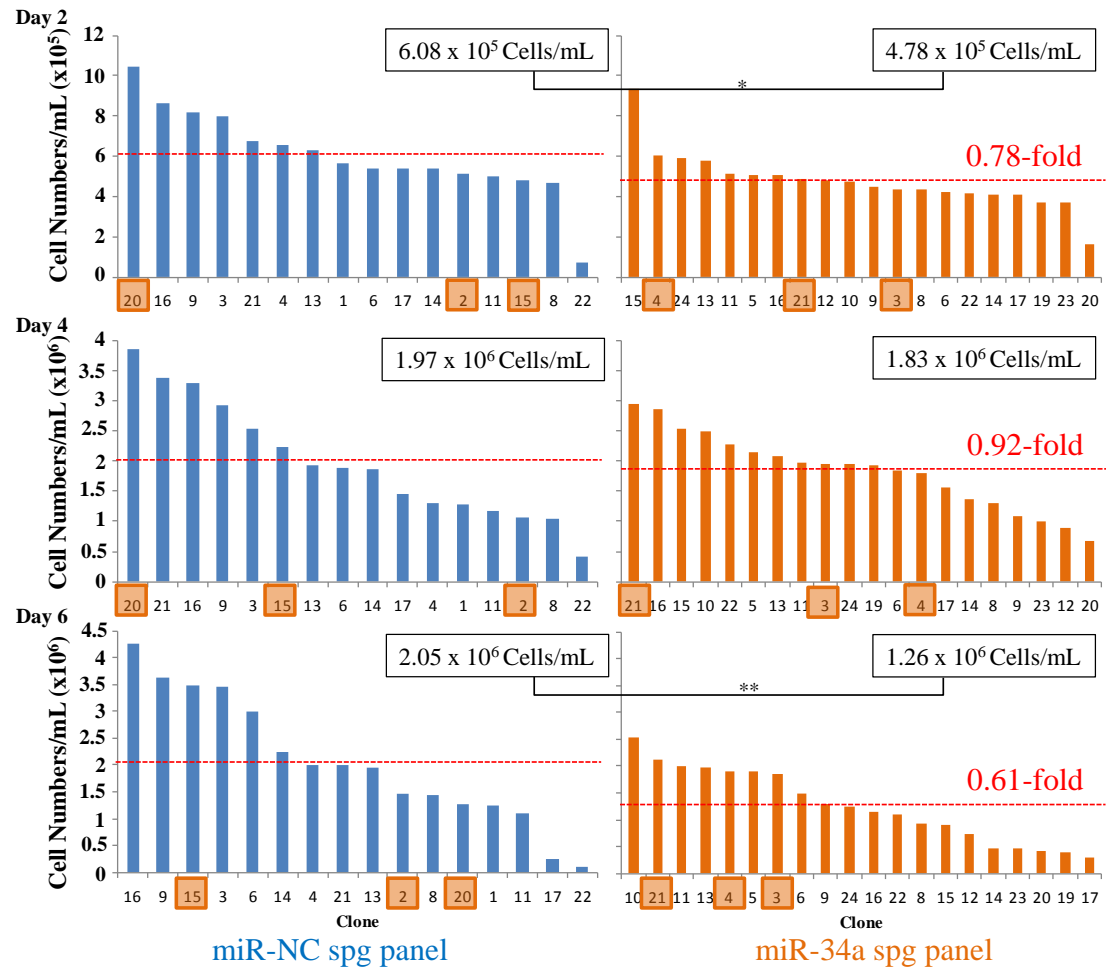 Day 2
Cell Numbers/mL (x10⁵)
12
10
8
6
4
2
0
6.08 x 10⁵ Cells/mL
4.78 x 10⁵ Cells/mL
*
0.78-fold
20 16 9 3 21 4 13 1 6 17 14 2 11 15 8 22
15 4 24 13 11 5 16 21 12 10 9 3 8 6 22 14 17 19 23 20
Day 4
Cell Numbers/mL (x10⁶)
4
3.5
3
2.5
2
1.5
1
0.5
0
1.97 x 10⁶ Cells/mL
1.83 x 10⁶ Cells/mL
0.92-fold
20 21 16 9 3 15 13 6 14 17 4 1 11 2 8 22
21 16 15 10 22 5 13 11 3 24 19 6 4 17 14 8 9 23 12 20
Day 6
Cell Numbers/mL (x10⁶)
4.5
4
3.5
3
2.5
2
1.5
1
0.5
0
2.05 x 10⁶ Cells/mL
1.26 x 10⁶ Cells/mL
**
0.61-fold
16 9 15 3 6 14 4 21 13 2 8 20 1 11 17 22
10 21 11 13 4 5 3 6 9 24 16 22 8 15 12 14 23 20 19 17
Clone
Clone
miR-NC spg panel
miR-34a spg panel